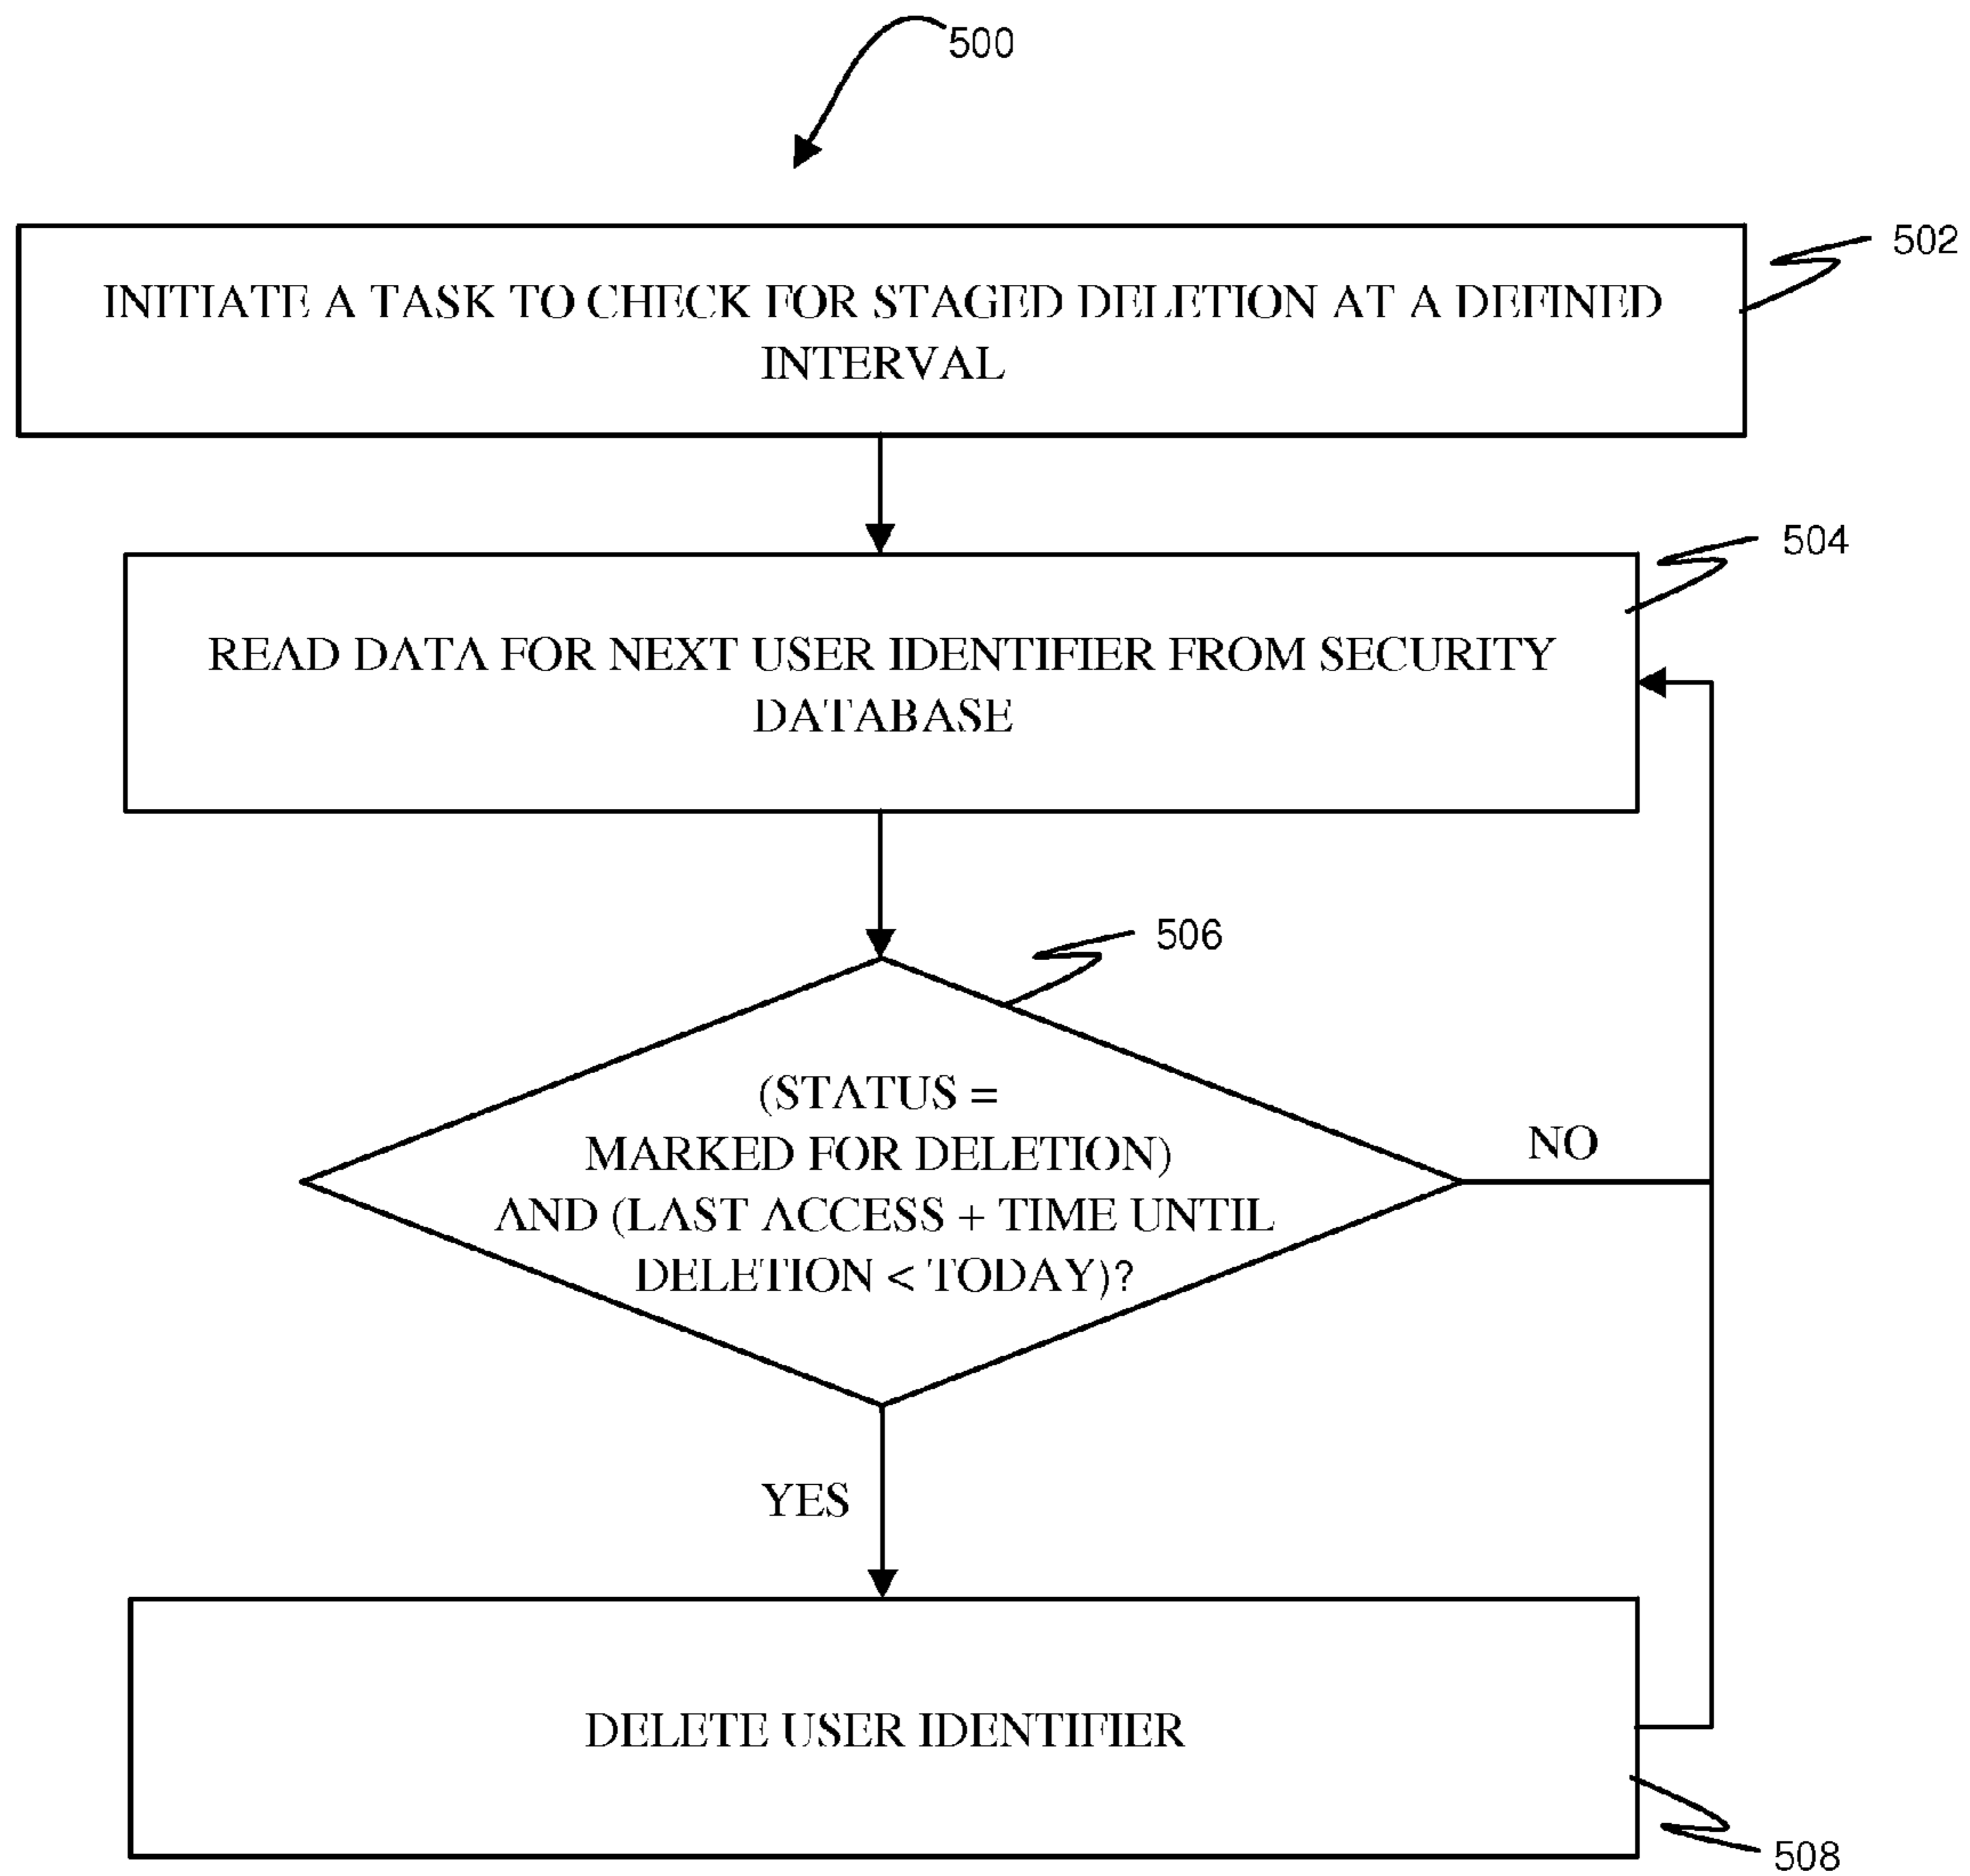 500
502
INITIATE A TASK TO CHECK FOR STAGED DELETION AT A DEFINED
INTERVAL
504
READ DATA FOR NEXT USER IDENTIFIER FROM SECURITY
DATABASE
506
(STATUS =
MARKED FOR DELETION)
AND (LAST ACCESS + TIME UNTIL
DELETION < TODAY)?
NO
YES
DELETE USER IDENTIFIER
508